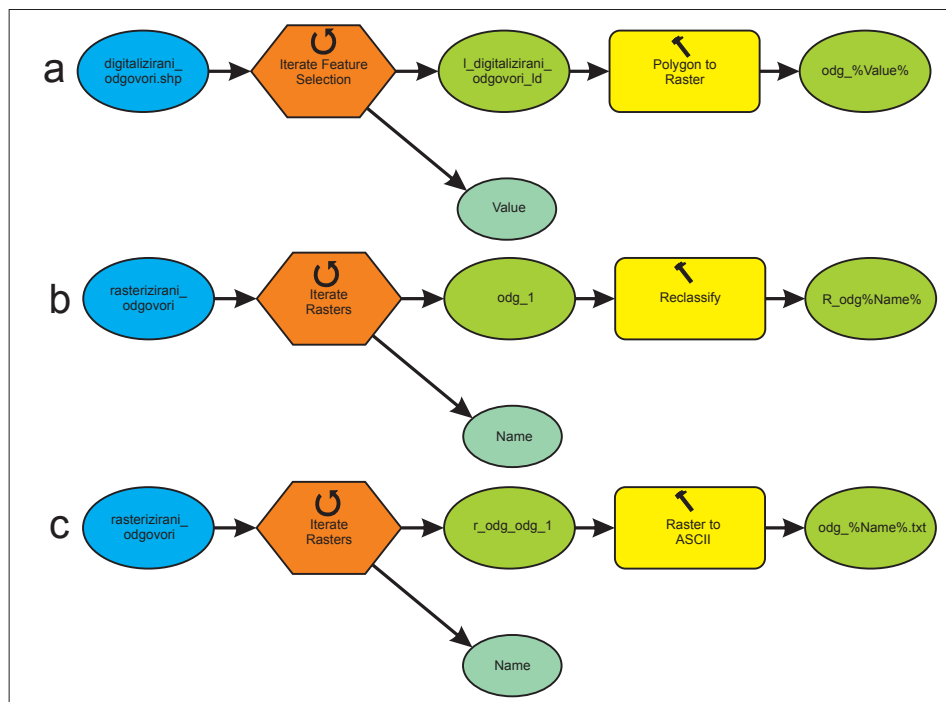 a
digitalizirani_
odgovori.shp
Iterate Feature
Selection
I_digitalizirani_
odgovori_Id
Polygon to
Raster
odg_%Value%
Value
b
rasterizirani_
odgovori
Iterate
Rasters
odg_1
Reclassify
R_odg%Name%
Name
c
rasterizirani_
odgovori
Iterate
Rasters
r_odg_odg_1
Raster to
ASCII
odg_%Name%.txt
Name